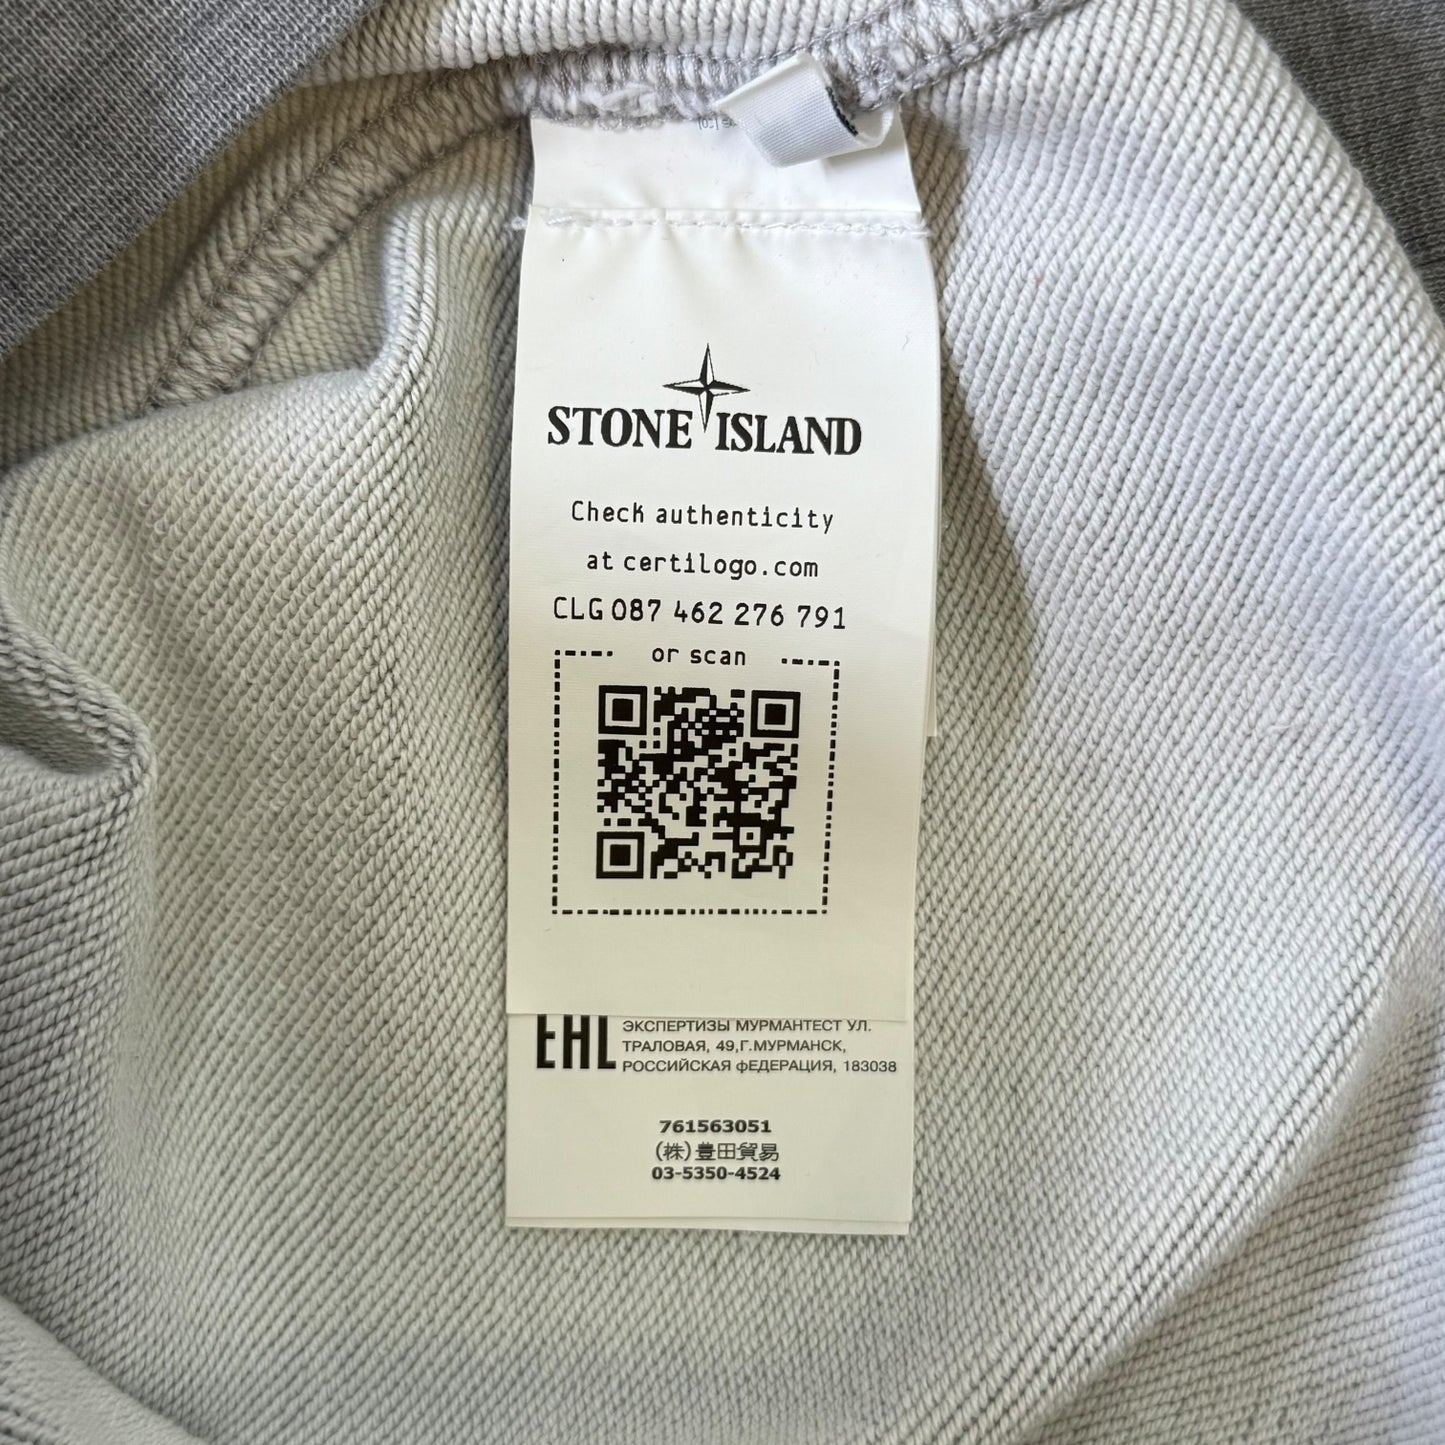 STONE ISLAND
Check authenticity
at certilogo.com
CLG 087 462 276 791
or scan
EAC ЭКСПЕРТИЗЫ МУРМАНТЕСТ УЛ.
ТРАЛОВАЯ, 49,Г.МУРМАНСК,
РОССИЙСКАЯ ФЕДЕРАЦИЯ, 183038
761563051
(株)豊田貿易
03-5350-4524